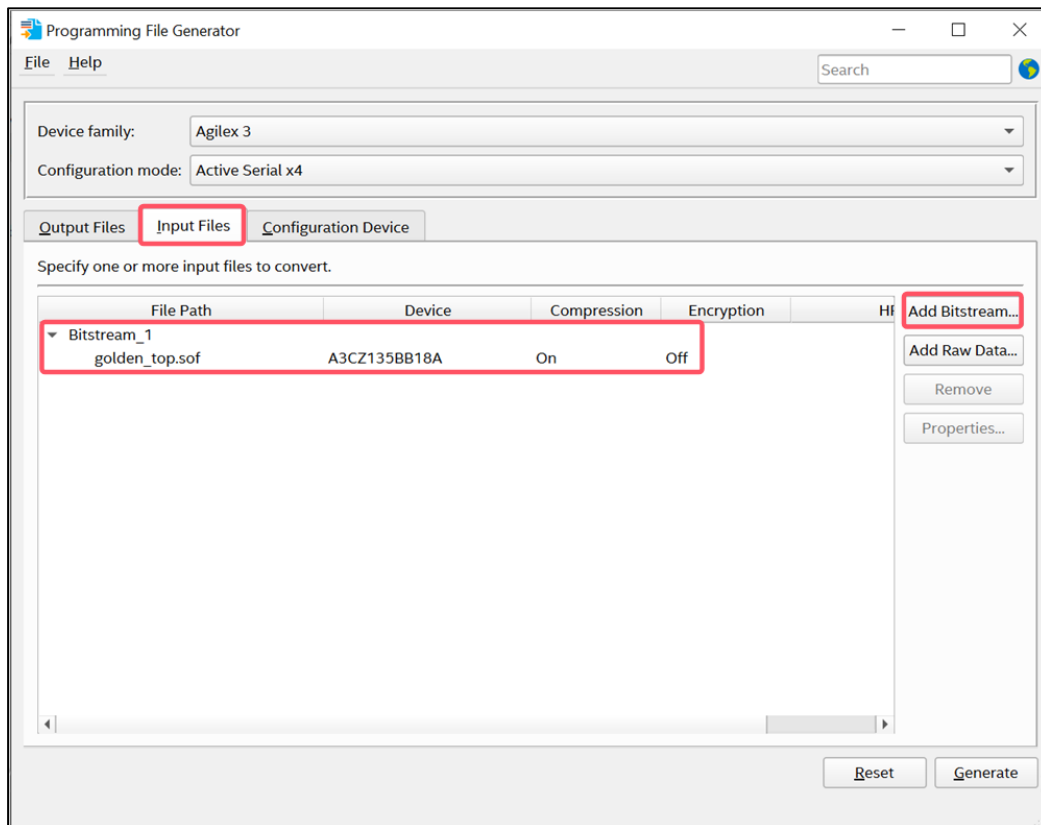 Programming File Generator
File Help
Search
Device family: Agilex 3
Configuration mode: Active Serial x4
Output Files Input Files Configuration Device
Specify one or more input files to convert.
File Path Device Compression Encryption HP
Add Bitstream...
Bitstream_1
golden_top.sof A3CZ135BB18A On Off
Add Raw Data...
Remove
Properties...
Reset Generate